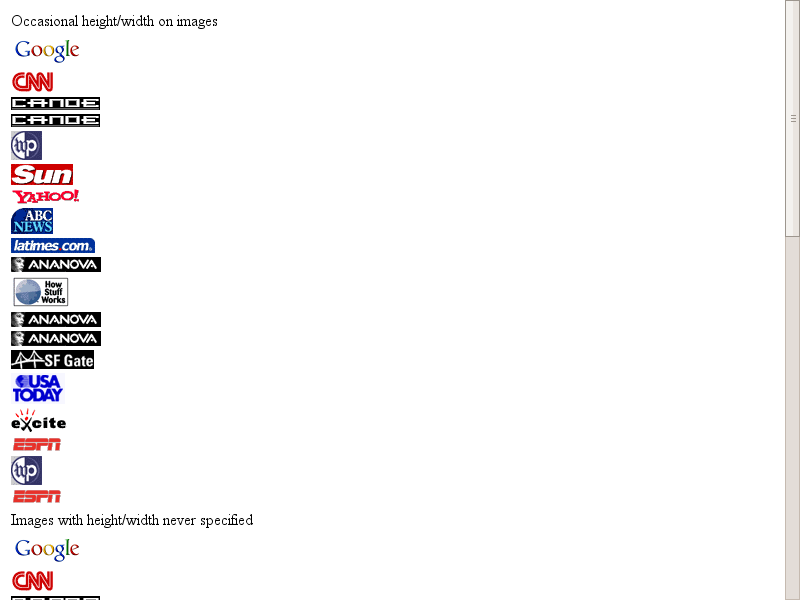 Occasional height/width on images
Google
CNN
CANOE
CANOE
wp
Sun
YAHOO!
ABC
NEWS
latimes.com
ANANOVA
How
Stuff
Works
ANANOVA
ANANOVA
SF Gate
USA
TODAY
excite
ESPN
wp
ESPN
Images with height/width never specified
Google
CNN